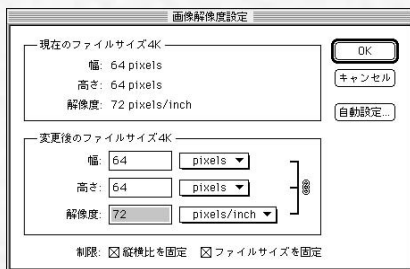 画像解像度設定
現在のファイルサイズ4K
幅: 64 pixels
高さ: 64 pixels
解像度: 72 pixels/inch
OK
キャンセル
自動設定...
変更後のファイルサイズ4K
幅: 64 pixels
高さ: 64 pixels
解像度: 72 pixels/inch
制限: 縦横比を固定 ファイルサイズを固定